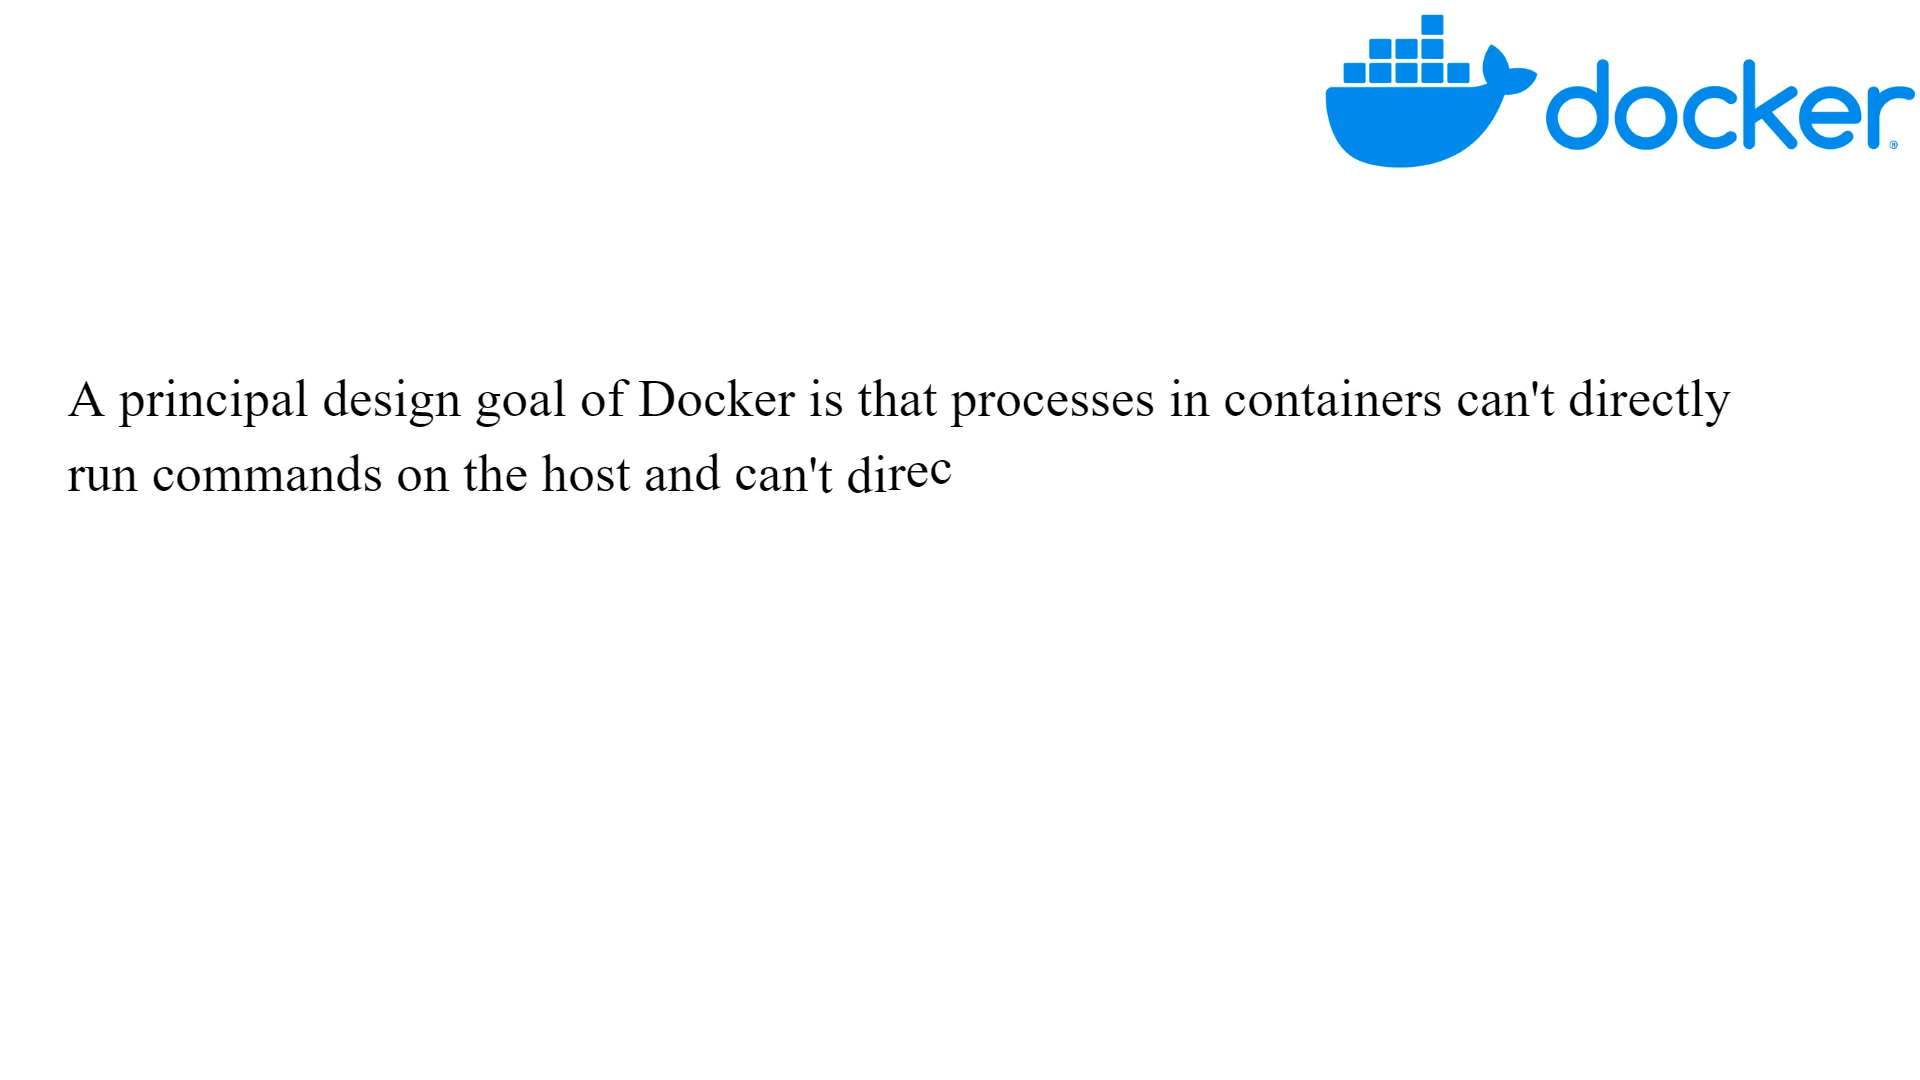 docker®
A principal design goal of Docker is that processes in containers can't directly
run commands on the host and can't direc